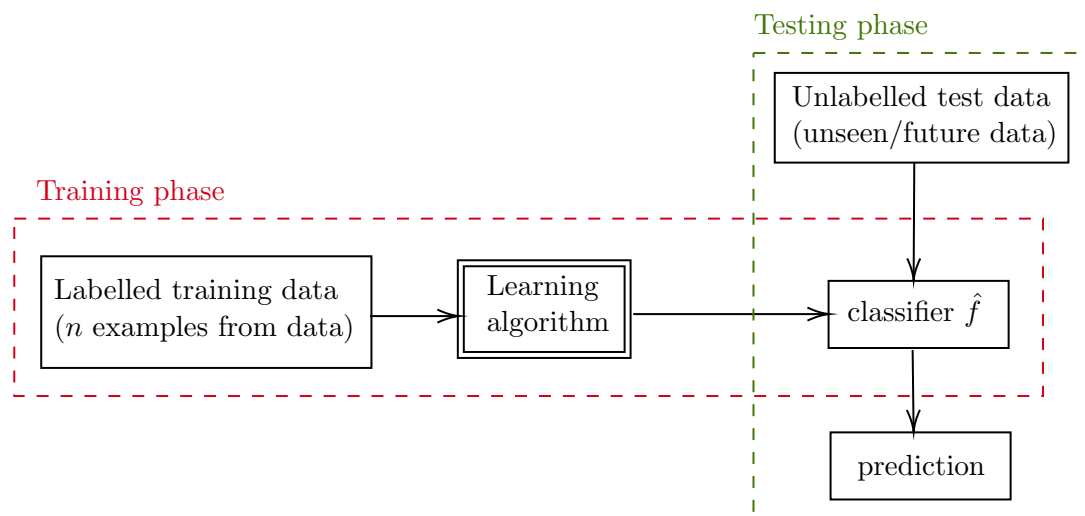 Testing phase
Unlabelled test data
(unseen/future data)
Training phase
Labelled training data
(n examples from data)
Learning
algorithm
classifier f̂
prediction